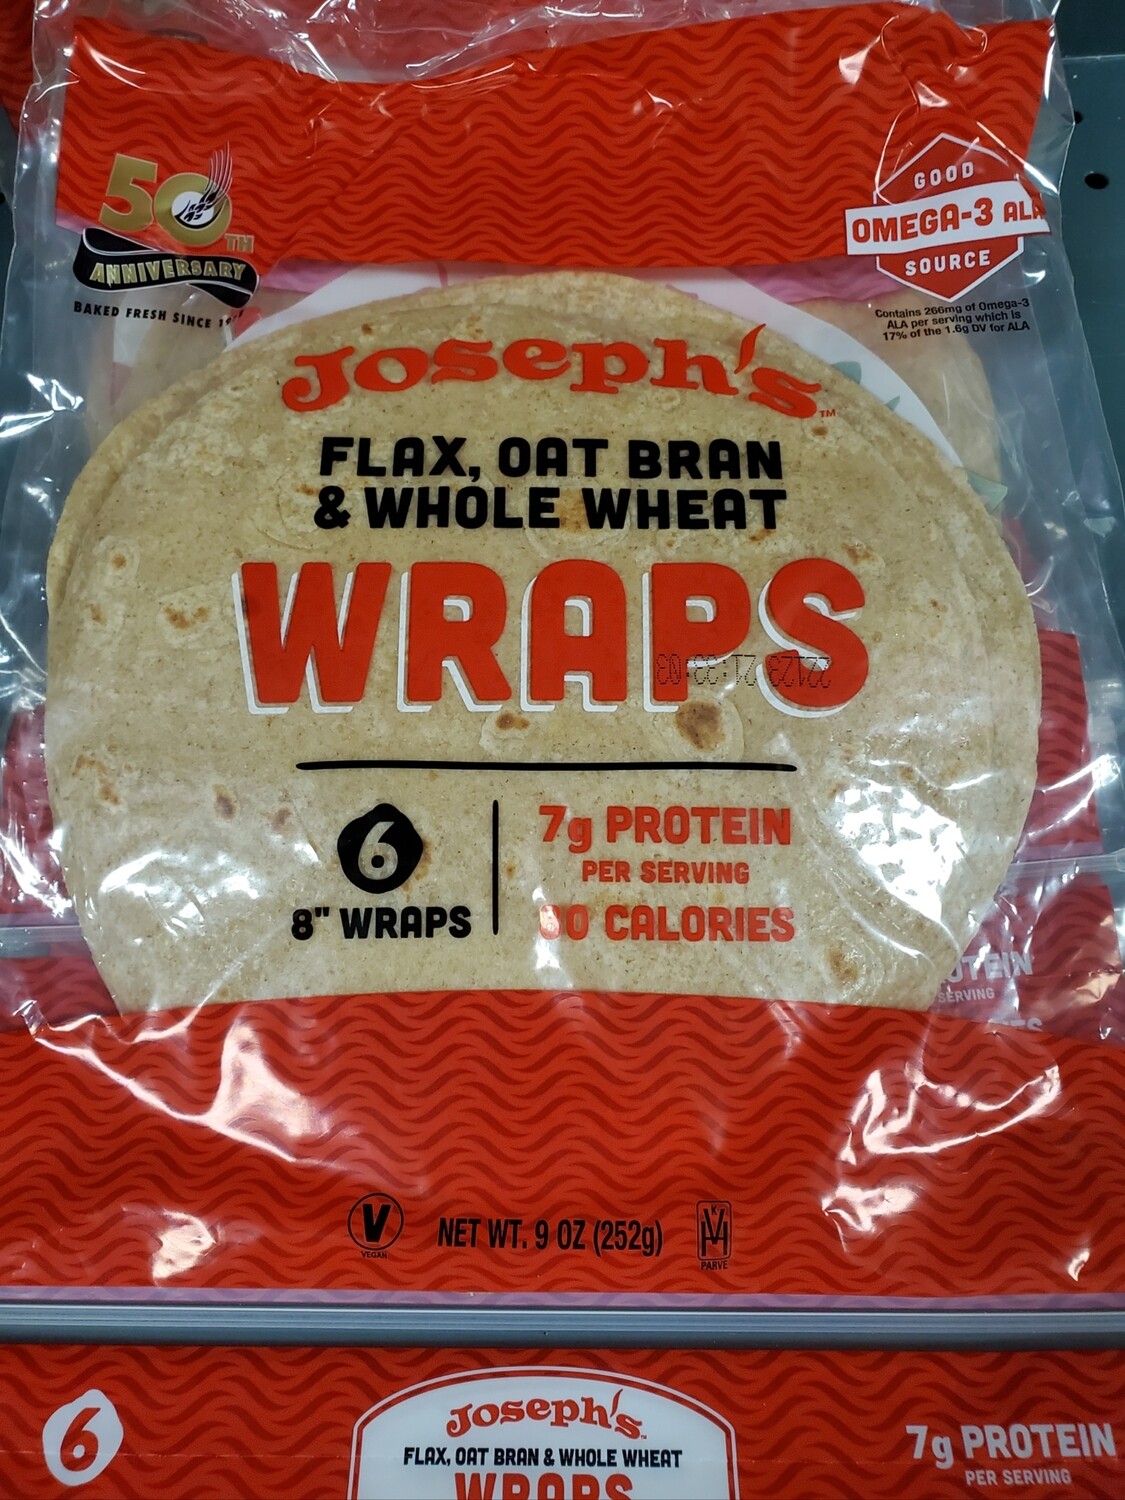 50TH
ANNIVERSARY
BAKED FRESH SINCE
GOOD
OMEGA-3 ALA
SOURCE
Contains 266mg of Omega-3
ALA per serving which is
17% of the 1.6g DV for ALA
Joseph's™
FLAX, OAT BRAN
& WHOLE WHEAT
WRAPS
6
8" WRAPS
7g PROTEIN
PER SERVING
CALORIES
SERVING
V
VEGAN
NET WT. 9 OZ (252g)
K
PARVE
6
Joseph's
FLAX, OAT BRAN & WHOLE WHEAT
WRAPS
7g PROTEIN
PER SERVING